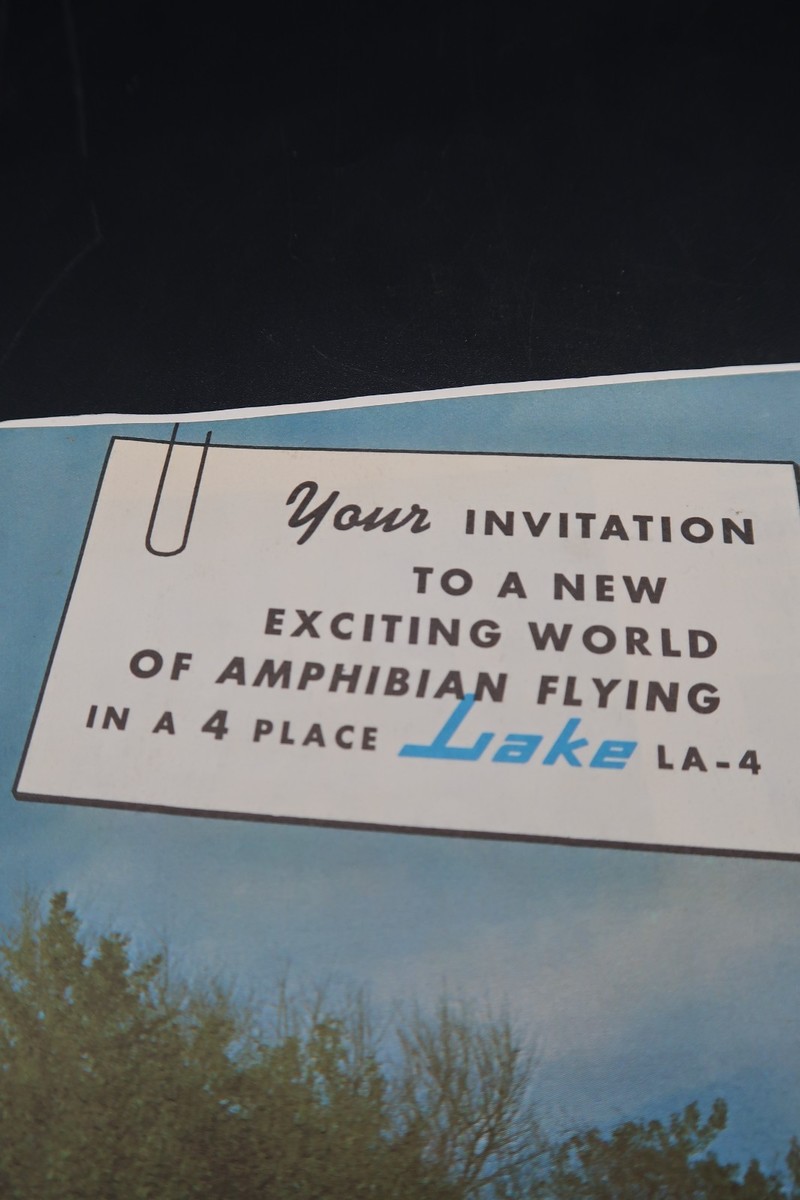 Your INVITATION
TO A NEW
EXCITING WORLD
OF AMPHIBIAN FLYING
IN A 4 PLACE Lake LA-4